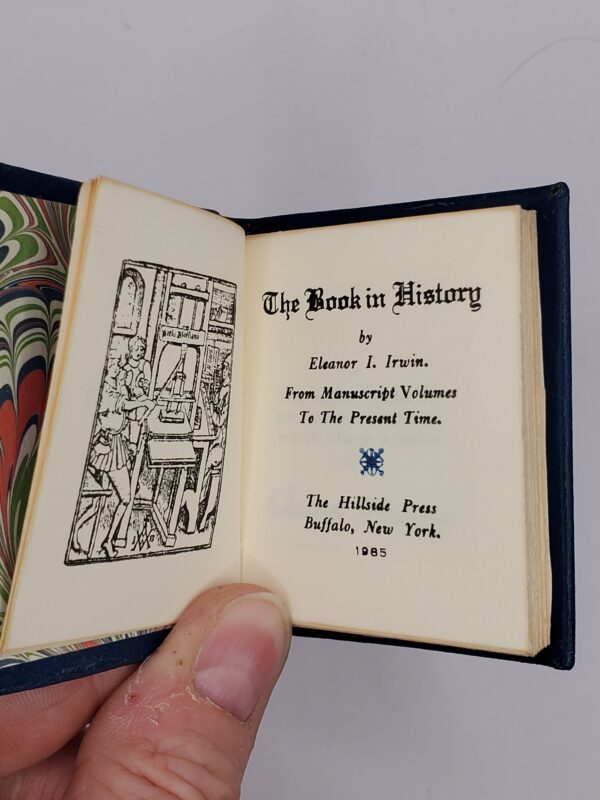 The Book in History
by
Eleanor I. Irwin.
From Manuscript Volumes
To The Present Time.
The Hillside Press
Buffalo, New York.
1985